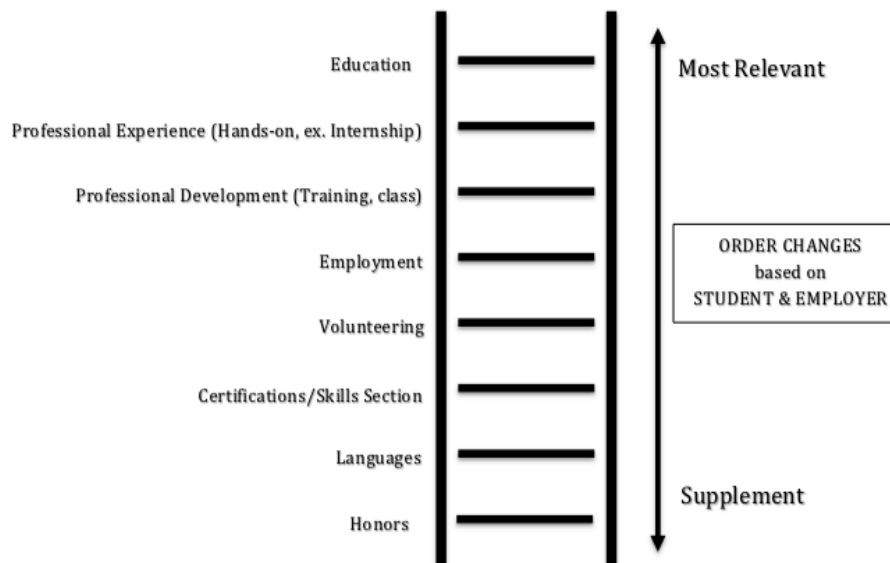 Education
Most Relevant
Professional Experience (Hands-on, ex. Internship)
Professional Development (Training, class)
ORDER CHANGES
based on
STUDENT & EMPLOYER
Employment
Volunteering
Certifications/Skills Section
Languages
Supplement
Honors